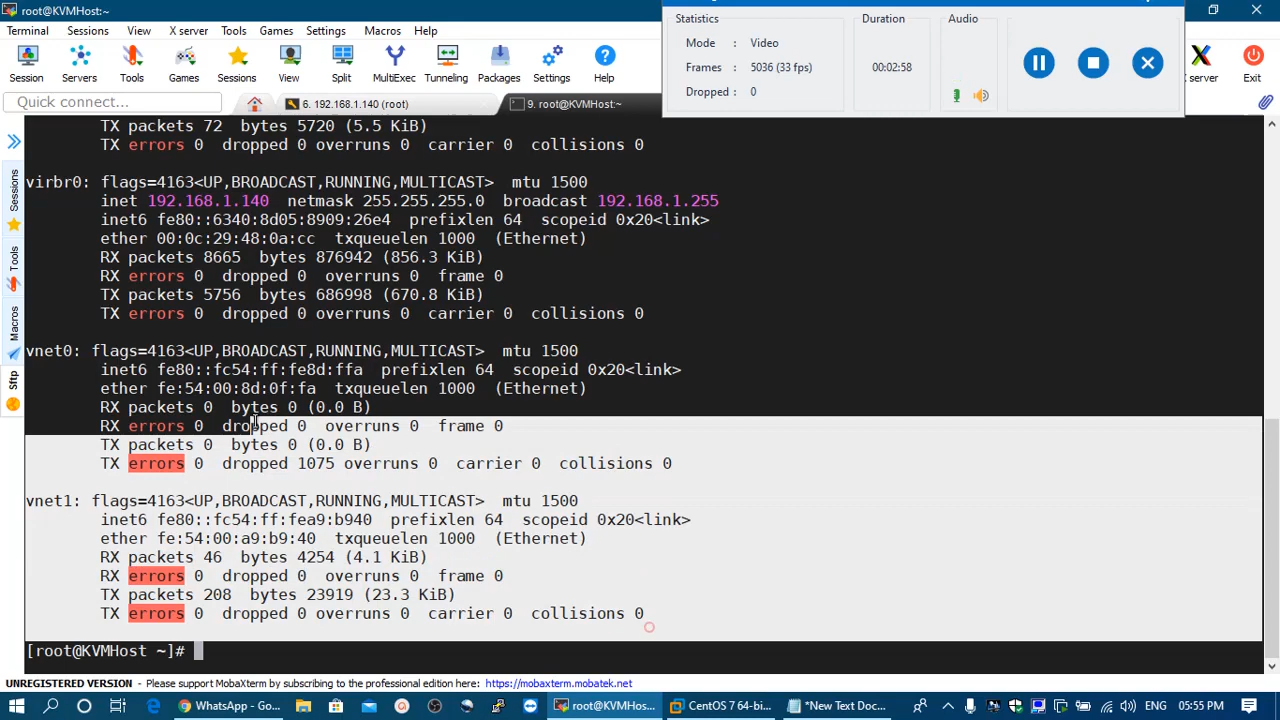 root@KVMHost: ~
Terminal Sessions View X server Tools Games Settings Macros Help
Session Servers Tools Games Sessions View Split MultiExec Tunneling Packages Settings Help
server Exit
Statistics Duration Audio
Mode : Video
Frames : 5036 (33 fps) 00:02:58
Dropped : 0
Quick connect...
6. 192.168.1.140 (root)
9. root@KVMHost:~
Sessions
Tools
Macros
Sftp
TX packets 72 bytes 5720 (5.5 KiB)
TX errors 0 dropped 0 overruns 0 carrier 0 collisions 0
virbr0: flags=4163<UP,BROADCAST,RUNNING,MULTICAST> mtu 1500
inet 192.168.1.140 netmask 255.255.255.0 broadcast 192.168.1.255
inet6 fe80::6340:8d05:8909:26e4 prefixlen 64 scopeid 0x20<link>
ether 00:0c:29:48:0a:cc txqueuelen 1000 (Ethernet)
RX packets 8665 bytes 876942 (856.3 KiB)
RX errors 0 dropped 0 overruns 0 frame 0
TX packets 5756 bytes 686998 (670.8 KiB)
TX errors 0 dropped 0 overruns 0 carrier 0 collisions 0
vnet0: flags=4163<UP,BROADCAST,RUNNING,MULTICAST> mtu 1500
inet6 fe80::fc54:ff:fe8d:ffa prefixlen 64 scopeid 0x20<link>
ether fe:54:00:8d:0f:fa txqueuelen 1000 (Ethernet)
RX packets 0 bytes 0 (0.0 B)
RX errors 0 dropped 0 overruns 0 frame 0
TX packets 0 bytes 0 (0.0 B)
TX errors 0 dropped 1075 overruns 0 carrier 0 collisions 0
vnet1: flags=4163<UP,BROADCAST,RUNNING,MULTICAST> mtu 1500
inet6 fe80::fc54:ff:fea9:b940 prefixlen 64 scopeid 0x20<link>
ether fe:54:00:a9:b9:40 txqueuelen 1000 (Ethernet)
RX packets 46 bytes 4254 (4.1 KiB)
RX errors 0 dropped 0 overruns 0 frame 0
TX packets 208 bytes 23919 (23.3 KiB)
TX errors 0 dropped 0 overruns 0 carrier 0 collisions 0
[root@KVMHost ~]#
UNREGISTERED VERSION - Please support MobaXterm by subscribing to the professional edition here: https://mobaxterm.mobatek.net
WhatsApp - Go... root@KVMHost:... CentOS 7 64-bi... *New Text Doc... ENG 05:55 PM